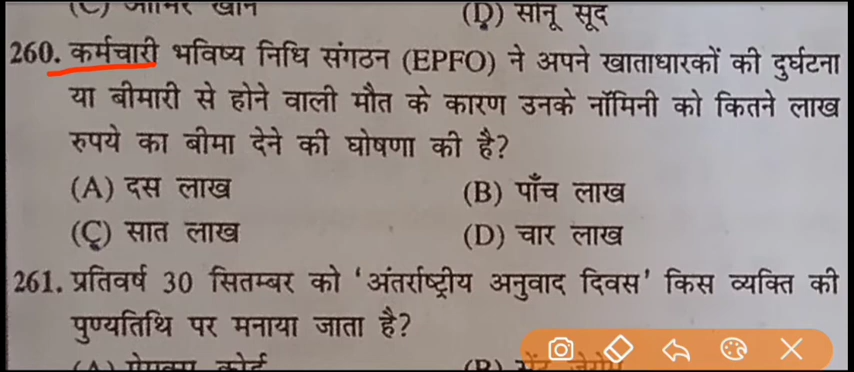 (D) सोनू सूद
260. कर्मचारी भविष्य निधि संगठन (EPFO) ने अपने खाताधारकों की दुर्घटना
या बीमारी से होने वाली मौत के कारण उनके नॉमिनी को कितने लाख
रुपये का बीमा देने की घोषणा की है?
(A) दस लाख (B) पाँच लाख
(C) सात लाख (D) चार लाख
261. प्रतिवर्ष 30 सितम्बर को 'अंतर्राष्ट्रीय अनुवाद दिवस' किस व्यक्ति की
पुण्यतिथि पर मनाया जाता है?